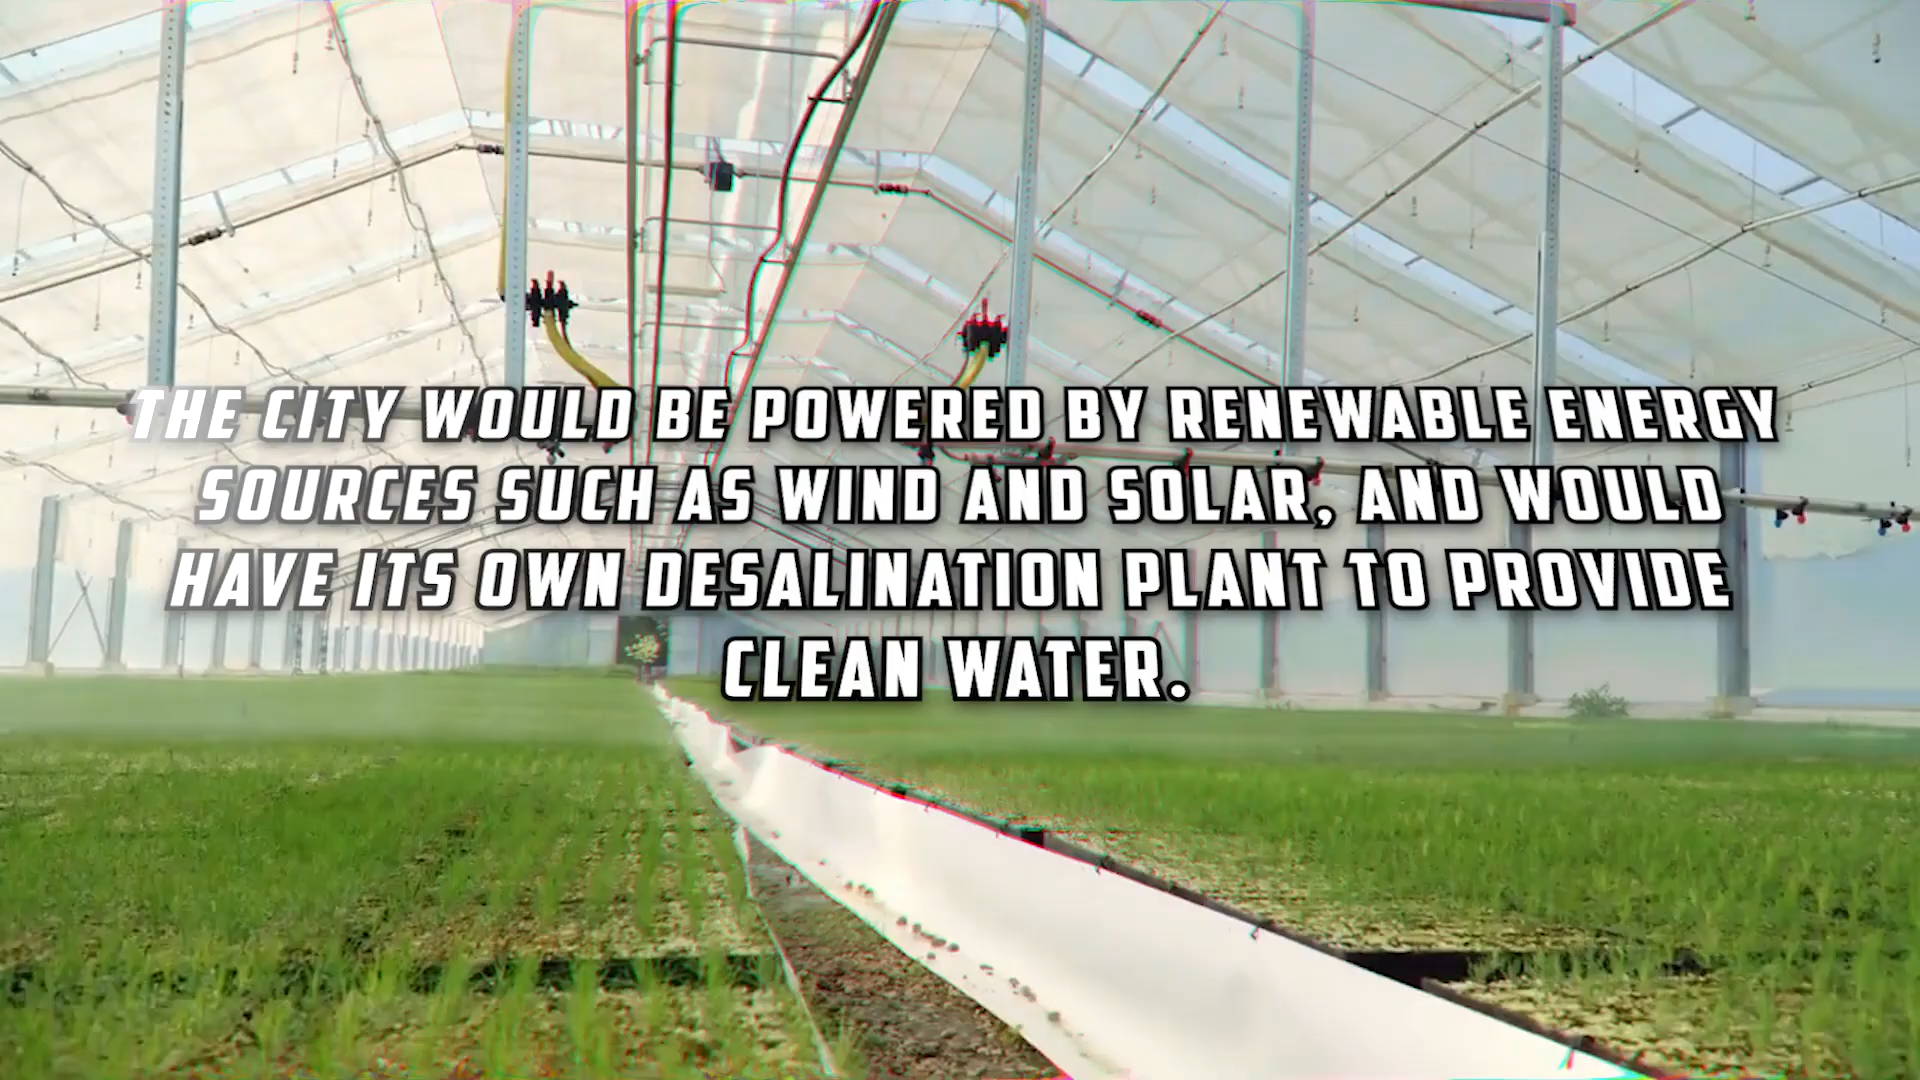 THE CITY WOULD BE POWERED BY RENEWABLE ENERGY
SOURCES SUCH AS WIND AND SOLAR, AND WOULD
HAVE ITS OWN DESALINATION PLANT TO PROVIDE
CLEAN WATER.